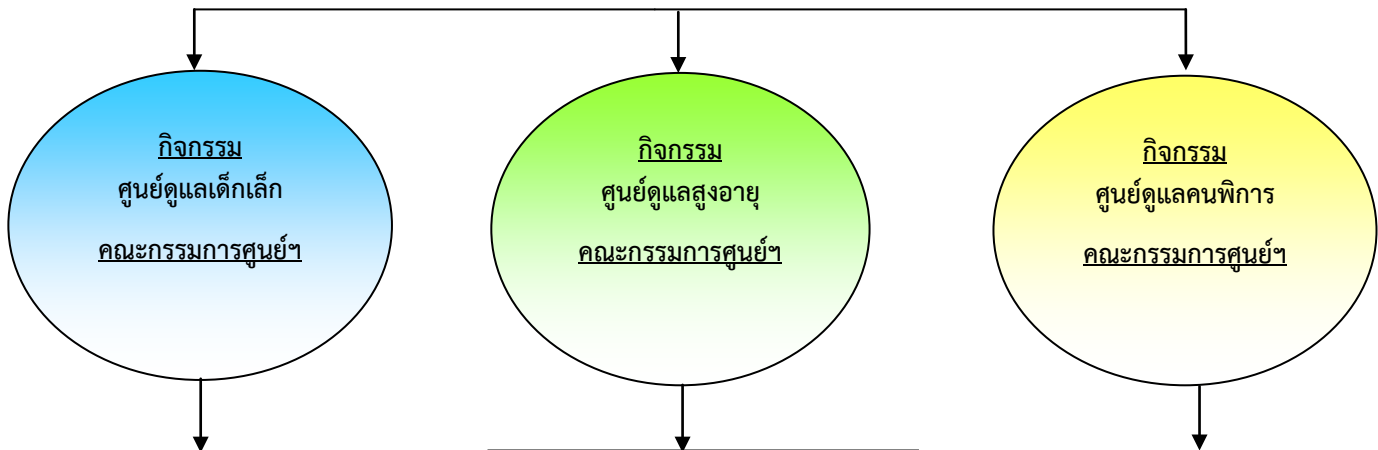 กิจกรรม
ศูนย์ดูแลเด็กเล็ก
คณะกรรมการศูนย์ฯ
กิจกรรม
ศูนย์ดูแลสูงอายุ
คณะกรรมการศูนย์ฯ
กิจกรรม
ศูนย์ดูแลคนพิการ
คณะกรรมการศูนย์ฯ